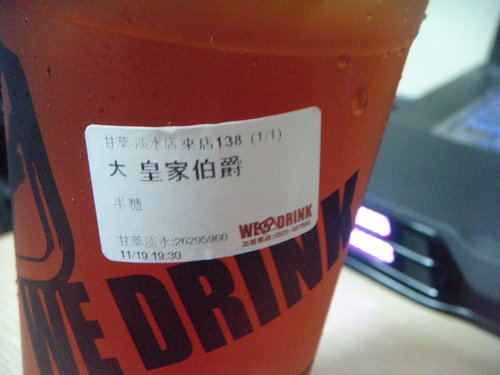 甘萃-淡水店 來店138 (1/1)
大 皇家伯爵
半糖
甘萃淡水:26295960
11/19 19:30
WE DRINK
WE DRINK